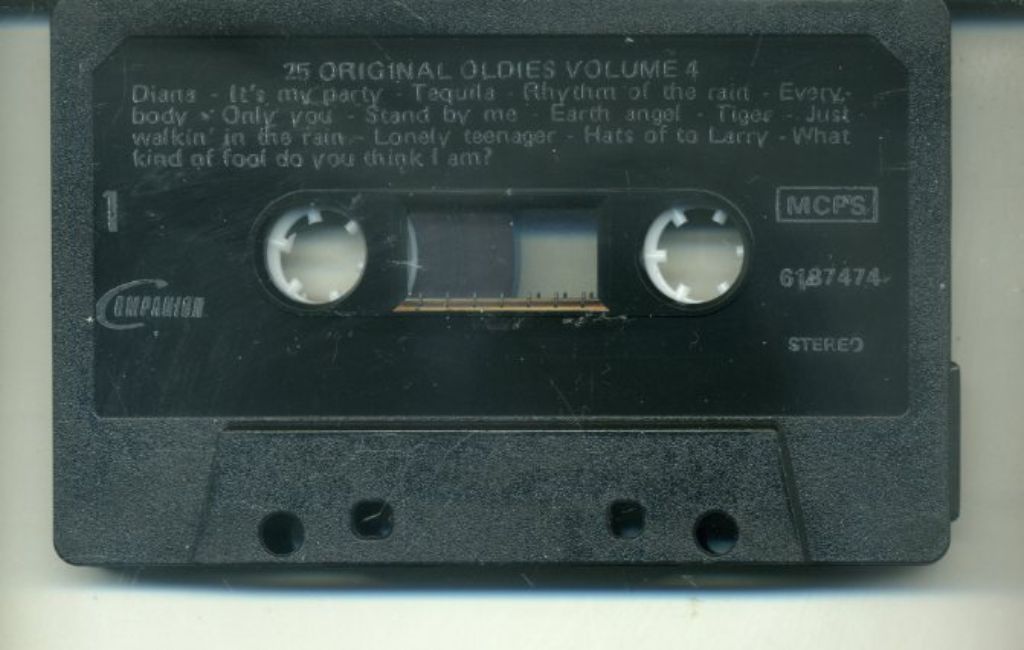 25 ORIGINAL OLDIES VOLUME 4
Diana - It's my party - Tequila - Rhythm of the rain - Every-
body - Only you - Stand by me - Earth angel - Tiger - Just
walkin' in the rain - Lonely teenager - Hats of to Larry - What
kind of fool do you think I am?
1
MCPS
COMPANION
6187474
STEREO